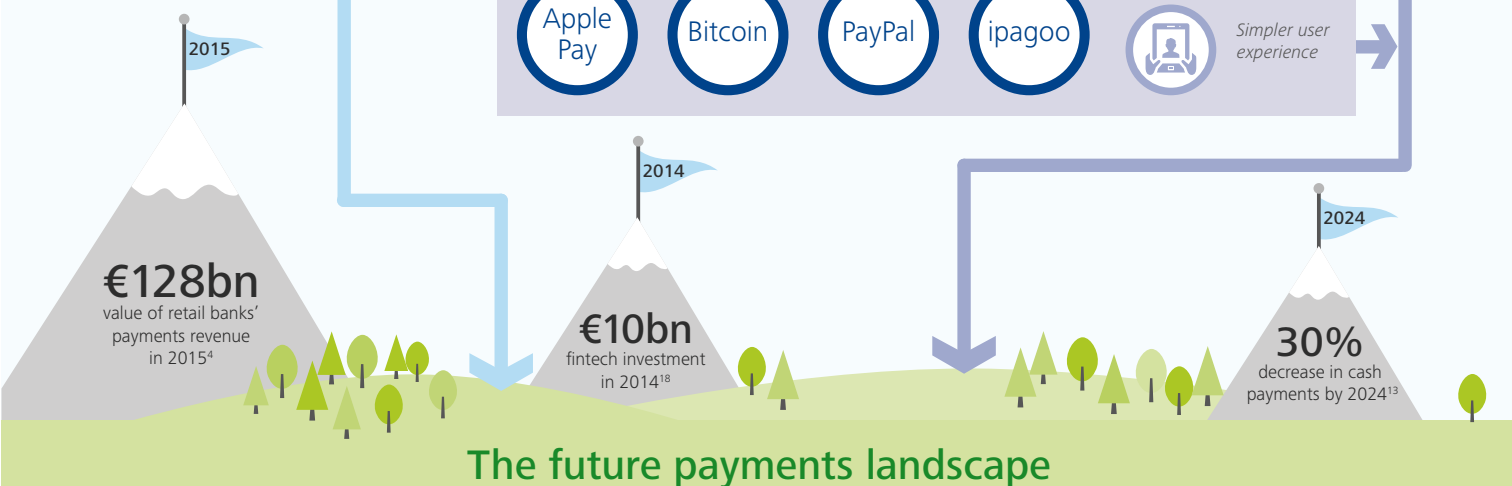 Apple
Pay
Bitcoin
PayPal
ipagoo
Simpler user
experience
2015
€128bn
value of retail banks’
payments revenue
in 2015⁴
2014
€10bn
fintech investment
in 2014¹⁸
2024
30%
decrease in cash
payments by 2024¹³
The future payments landscape